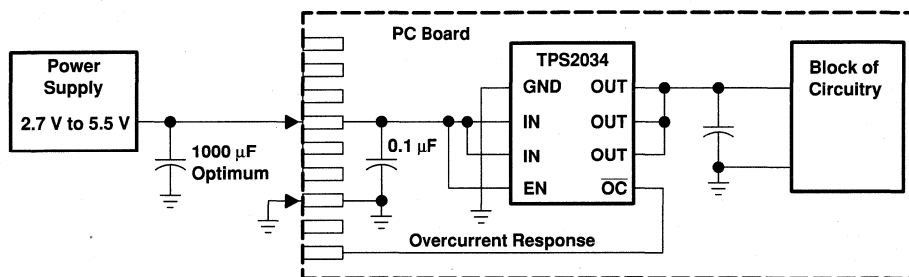 PC Board
TPS2034
Power
Supply
2.7 V to 5.5 V
Block of
Circuitry
GND OUT
IN OUT
IN OUT
EN OC
1000 μF
Optimum
0.1 μF
Overcurrent Response